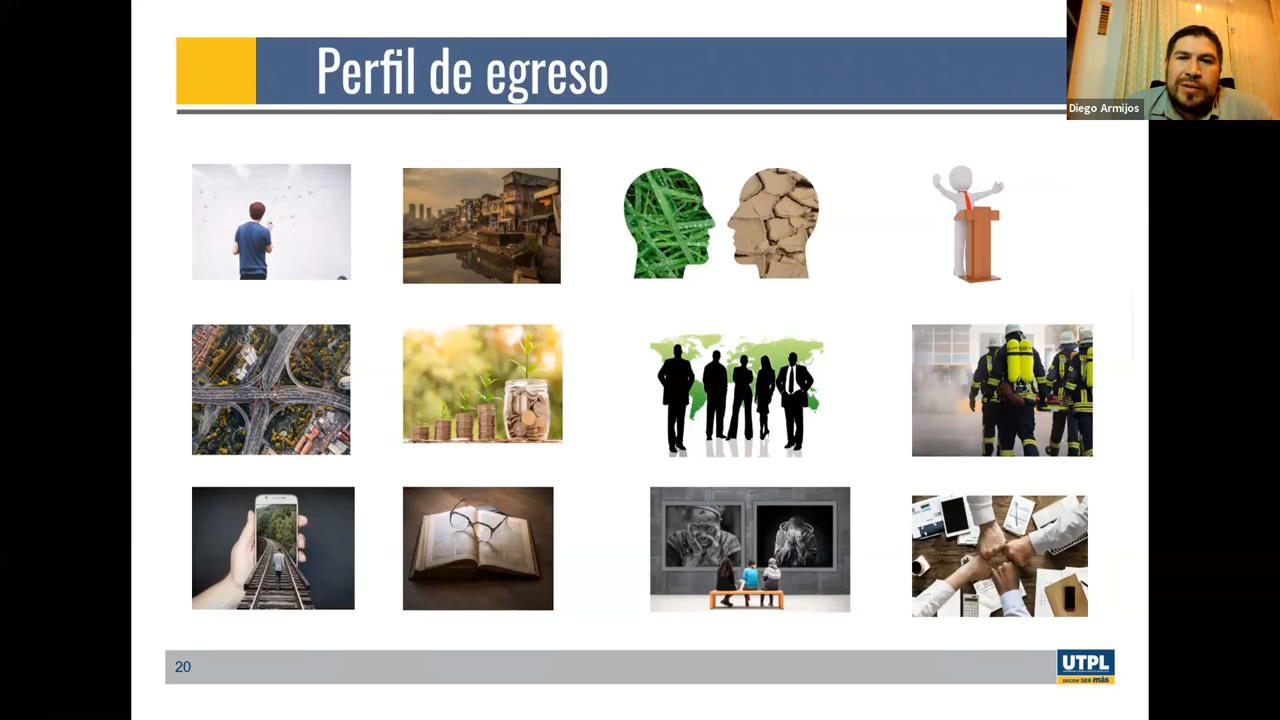 Perfil de egreso
Diego Armijos
20
UTPL
DECIDE SER más